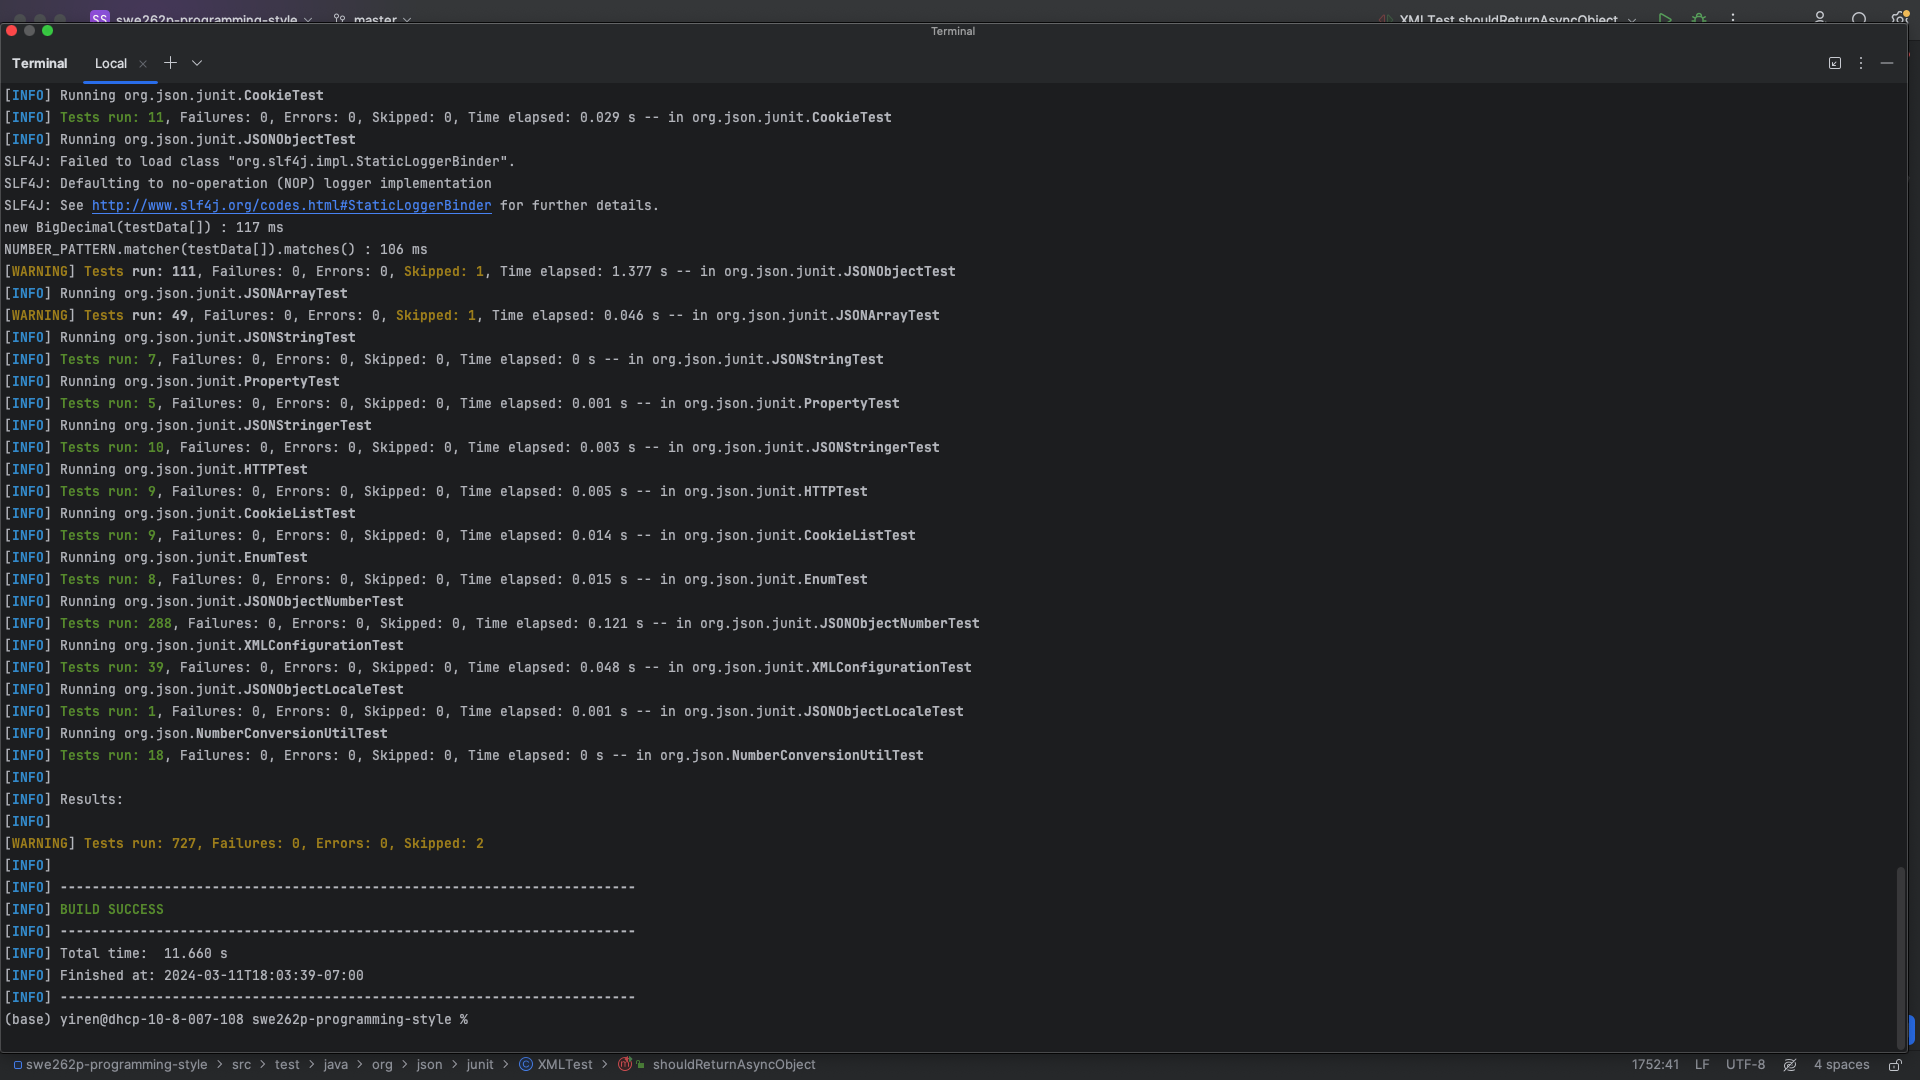 SS swe262p-programming-style master XMLTest.shouldReturnAsyncObject
Terminal
Terminal Local
[INFO] Running org.json.junit.CookieTest
[INFO] Tests run: 11, Failures: 0, Errors: 0, Skipped: 0, Time elapsed: 0.029 s -- in org.json.junit.CookieTest
[INFO] Running org.json.junit.JSONObjectTest
SLF4J: Failed to load class "org.slf4j.impl.StaticLoggerBinder".
SLF4J: Defaulting to no-operation (NOP) logger implementation
SLF4J: See http://www.slf4j.org/codes.html#StaticLoggerBinder for further details.
new BigDecimal(testData[]) : 117 ms
NUMBER_PATTERN.matcher(testData[]).matches() : 106 ms
[WARNING] Tests run: 111, Failures: 0, Errors: 0, Skipped: 1, Time elapsed: 1.377 s -- in org.json.junit.JSONObjectTest
[INFO] Running org.json.junit.JSONArrayTest
[WARNING] Tests run: 49, Failures: 0, Errors: 0, Skipped: 1, Time elapsed: 0.046 s -- in org.json.junit.JSONArrayTest
[INFO] Running org.json.junit.JSONStringTest
[INFO] Tests run: 7, Failures: 0, Errors: 0, Skipped: 0, Time elapsed: 0 s -- in org.json.junit.JSONStringTest
[INFO] Running org.json.junit.PropertyTest
[INFO] Tests run: 5, Failures: 0, Errors: 0, Skipped: 0, Time elapsed: 0.001 s -- in org.json.junit.PropertyTest
[INFO] Running org.json.junit.JSONStringerTest
[INFO] Tests run: 10, Failures: 0, Errors: 0, Skipped: 0, Time elapsed: 0.003 s -- in org.json.junit.JSONStringerTest
[INFO] Running org.json.junit.HTTPTest
[INFO] Tests run: 9, Failures: 0, Errors: 0, Skipped: 0, Time elapsed: 0.005 s -- in org.json.junit.HTTPTest
[INFO] Running org.json.junit.CookieListTest
[INFO] Tests run: 9, Failures: 0, Errors: 0, Skipped: 0, Time elapsed: 0.014 s -- in org.json.junit.CookieListTest
[INFO] Running org.json.junit.EnumTest
[INFO] Tests run: 8, Failures: 0, Errors: 0, Skipped: 0, Time elapsed: 0.015 s -- in org.json.junit.EnumTest
[INFO] Running org.json.junit.JSONObjectNumberTest
[INFO] Tests run: 288, Failures: 0, Errors: 0, Skipped: 0, Time elapsed: 0.121 s -- in org.json.junit.JSONObjectNumberTest
[INFO] Running org.json.junit.XMLConfigurationTest
[INFO] Tests run: 39, Failures: 0, Errors: 0, Skipped: 0, Time elapsed: 0.048 s -- in org.json.junit.XMLConfigurationTest
[INFO] Running org.json.junit.JSONObjectLocaleTest
[INFO] Tests run: 1, Failures: 0, Errors: 0, Skipped: 0, Time elapsed: 0.001 s -- in org.json.junit.JSONObjectLocaleTest
[INFO] Running org.json.NumberConversionUtilTest
[INFO] Tests run: 18, Failures: 0, Errors: 0, Skipped: 0, Time elapsed: 0 s -- in org.json.NumberConversionUtilTest
[INFO]
[INFO] Results:
[INFO]
[WARNING] Tests run: 727, Failures: 0, Errors: 0, Skipped: 2
[INFO]
[INFO] ------------------------------------------------------------------------
[INFO] BUILD SUCCESS
[INFO] ------------------------------------------------------------------------
[INFO] Total time:  11.660 s
[INFO] Finished at: 2024-03-11T18:03:39-07:00
[INFO] ------------------------------------------------------------------------
(base) yiren@dhcp-10-8-007-108 swe262p-programming-style %
swe262p-programming-style > src > test > java > org > json > junit > XMLTest > shouldReturnAsyncObject 1752:41 LF UTF-8 4 spaces